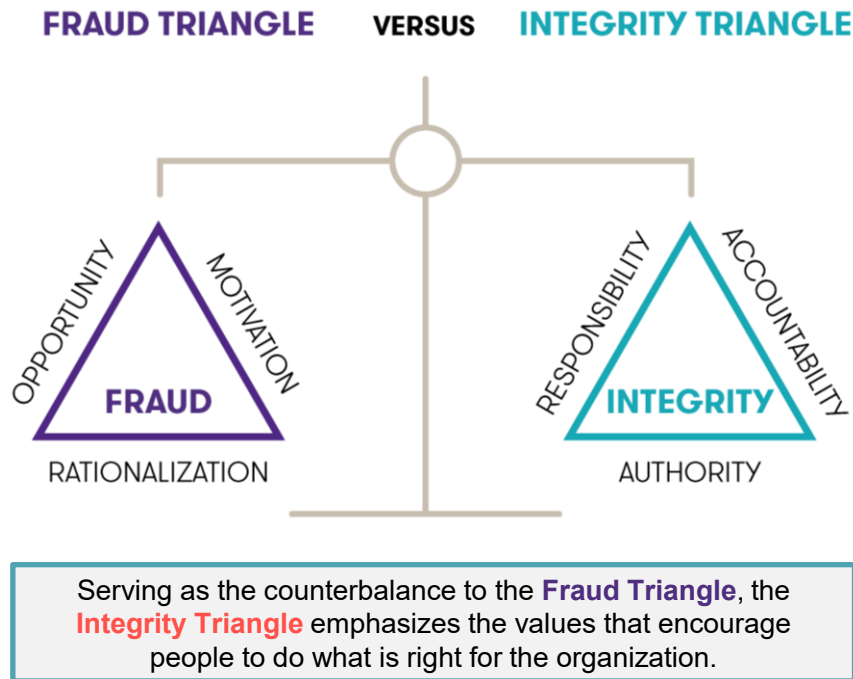 FRAUD TRIANGLE VERSUS INTEGRITY TRIANGLE
OPPORTUNITY
MOTIVATION
FRAUD
RATIONALIZATION
RESPONSIBILITY
ACCOUNTABILITY
INTEGRITY
AUTHORITY
Serving as the counterbalance to the Fraud Triangle, the
Integrity Triangle emphasizes the values that encourage
people to do what is right for the organization.